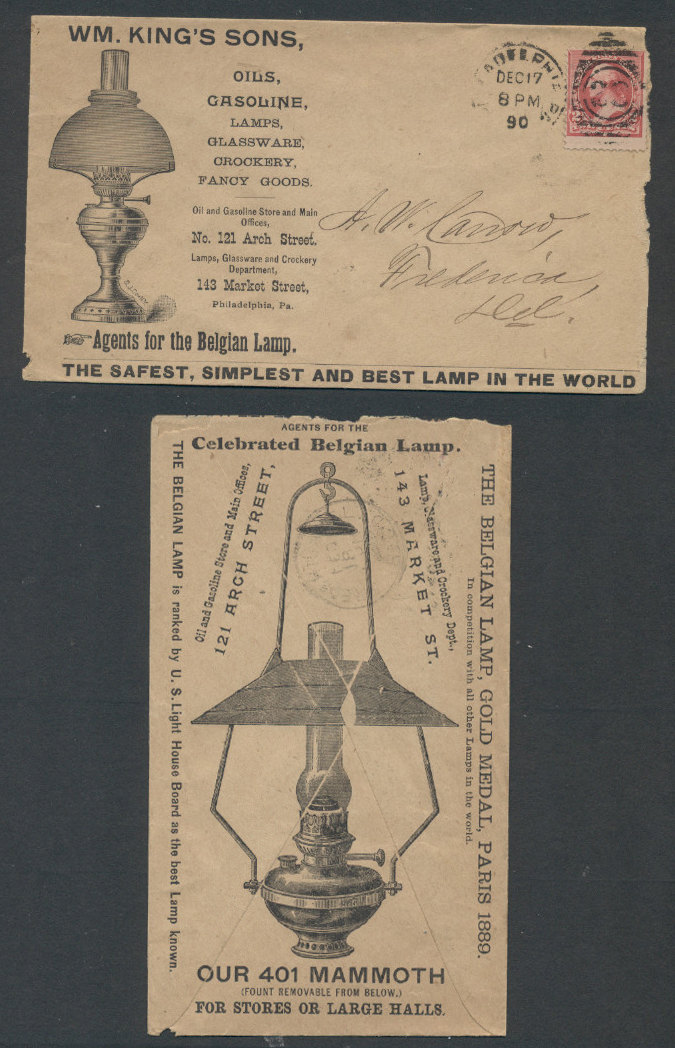 WM. KING'S SONS,
OILS,
GASOLINE,
LAMPS,
GLASSWARE,
CROCKERY,
FANCY GOODS.
Oil and Gasoline Store and Main
Offices,
No. 121 Arch Street.
Lamps, Glassware and Crockery
Department,
143 Market Street,
Philadelphia, Pa.
Agents for the Belgian Lamp.
THE SAFEST, SIMPLEST AND BEST LAMP IN THE WORLD
DEC 17
8 PM
90
2
A. W. Carrow,
Frederica
Del.
AGENTS FOR THE
Celebrated Belgian Lamp.
Oil and Gasoline Store and Main Offices,
121 ARCH STREET,
Lamp, Glassware and Crockery Dept.,
143 MARKET ST.
THE BELGIAN LAMP is ranked by U. S. Light House Board as the best Lamp known.
THE BELGIAN LAMP, GOLD MEDAL, PARIS 1889.
In competition with all other Lamps in the world.
OUR 401 MAMMOTH
(FOUNT REMOVABLE FROM BELOW.)
FOR STORES OR LARGE HALLS.